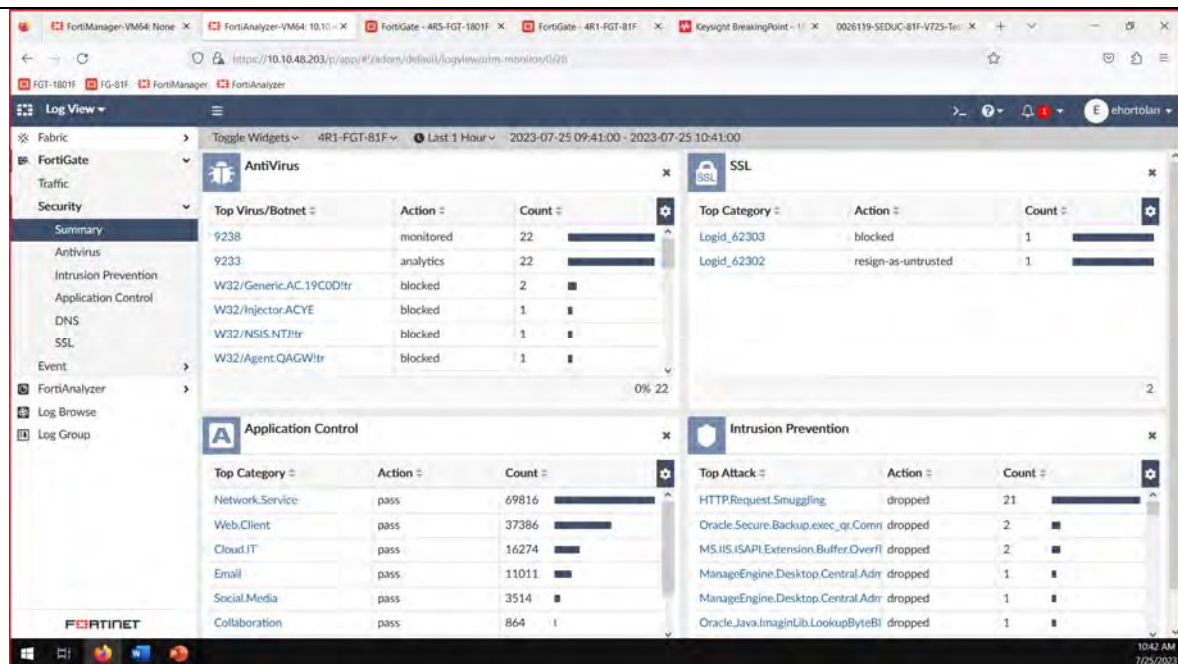 FortiManager-VM64: None
FortiAnalyzer-VM64: 10.10
FortiGate - 4R5-FGT-1801F
FortiGate - 4R1-FGT-81F
Keysight BreakingPoint
0026119-SEDUC-81F-V725-Tes
https://10.10.48.203/p/app/#!/adom/default/logview/utm-monitor/0/26
FGT-1801F FG-81F FortiManager FortiAnalyzer
Log View
1
E ehortolan
Fabric
FortiGate
Traffic
Security
Summary
Antivirus
Intrusion Prevention
Application Control
DNS
SSL
Event
FortiAnalyzer
Log Browse
Log Group
FORTINET
Toggle Widgets 4R1-FGT-81F Last 1 Hour 2023-07-25 09:41:00 - 2023-07-25 10:41:00
AntiVirus
Top Virus/Botnet Action Count
9238 monitored 22
9233 analytics 22
W32/Generic.AC.19C0D!tr blocked 2
W32/Injector.ACYE blocked 1
W32/NSIS.NTJ!tr blocked 1
W32/Agent.QAGW!tr blocked 1
0% 22
SSL
SSL
Top Category Action Count
Logid_62303 blocked 1
Logid_62302 resign-as-untrusted 1
2
A
Application Control
Top Category Action Count
Network.Service pass 69816
Web.Client pass 37386
Cloud.IT pass 16274
Email pass 11011
Social.Media pass 3514
Collaboration pass 864
Intrusion Prevention
Top Attack Action Count
HTTP.Request.Smuggling dropped 21
Oracle.Secure.Backup.exec_qr.Comm dropped 2
MS.IIS.ISAPI.Extension.Buffer.Overfl dropped 2
ManageEngine.Desktop.Central.Adm dropped 1
ManageEngine.Desktop.Central.Adm dropped 1
Oracle.Java.ImaginLib.LookupByteBl dropped 1
10:42 AM
7/25/2023